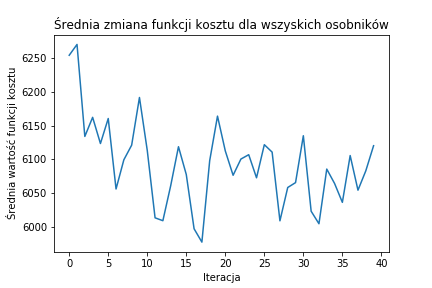 Średnia zmiana funkcji kosztu dla wszyskich osobników
Średnia wartość funkcji kosztu
6250
6200
6150
6100
6050
6000
0 5 10 15 20 25 30 35 40
Iteracja